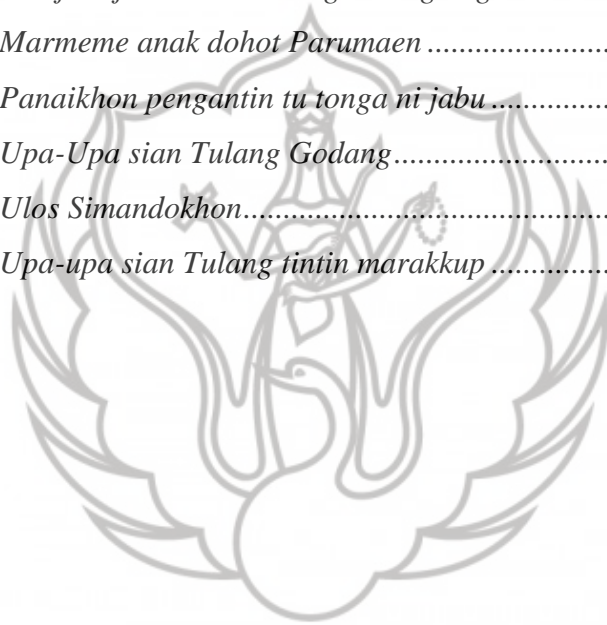 Marmeme anak dohot Parumaen ......................
Panaikhon pengantin tu tonga ni jabu ..............
Upa-Upa sian Tulang Godang..........................
Ulos Simandokhon............................................
Upa-upa sian Tulang tintin marakkup ..............